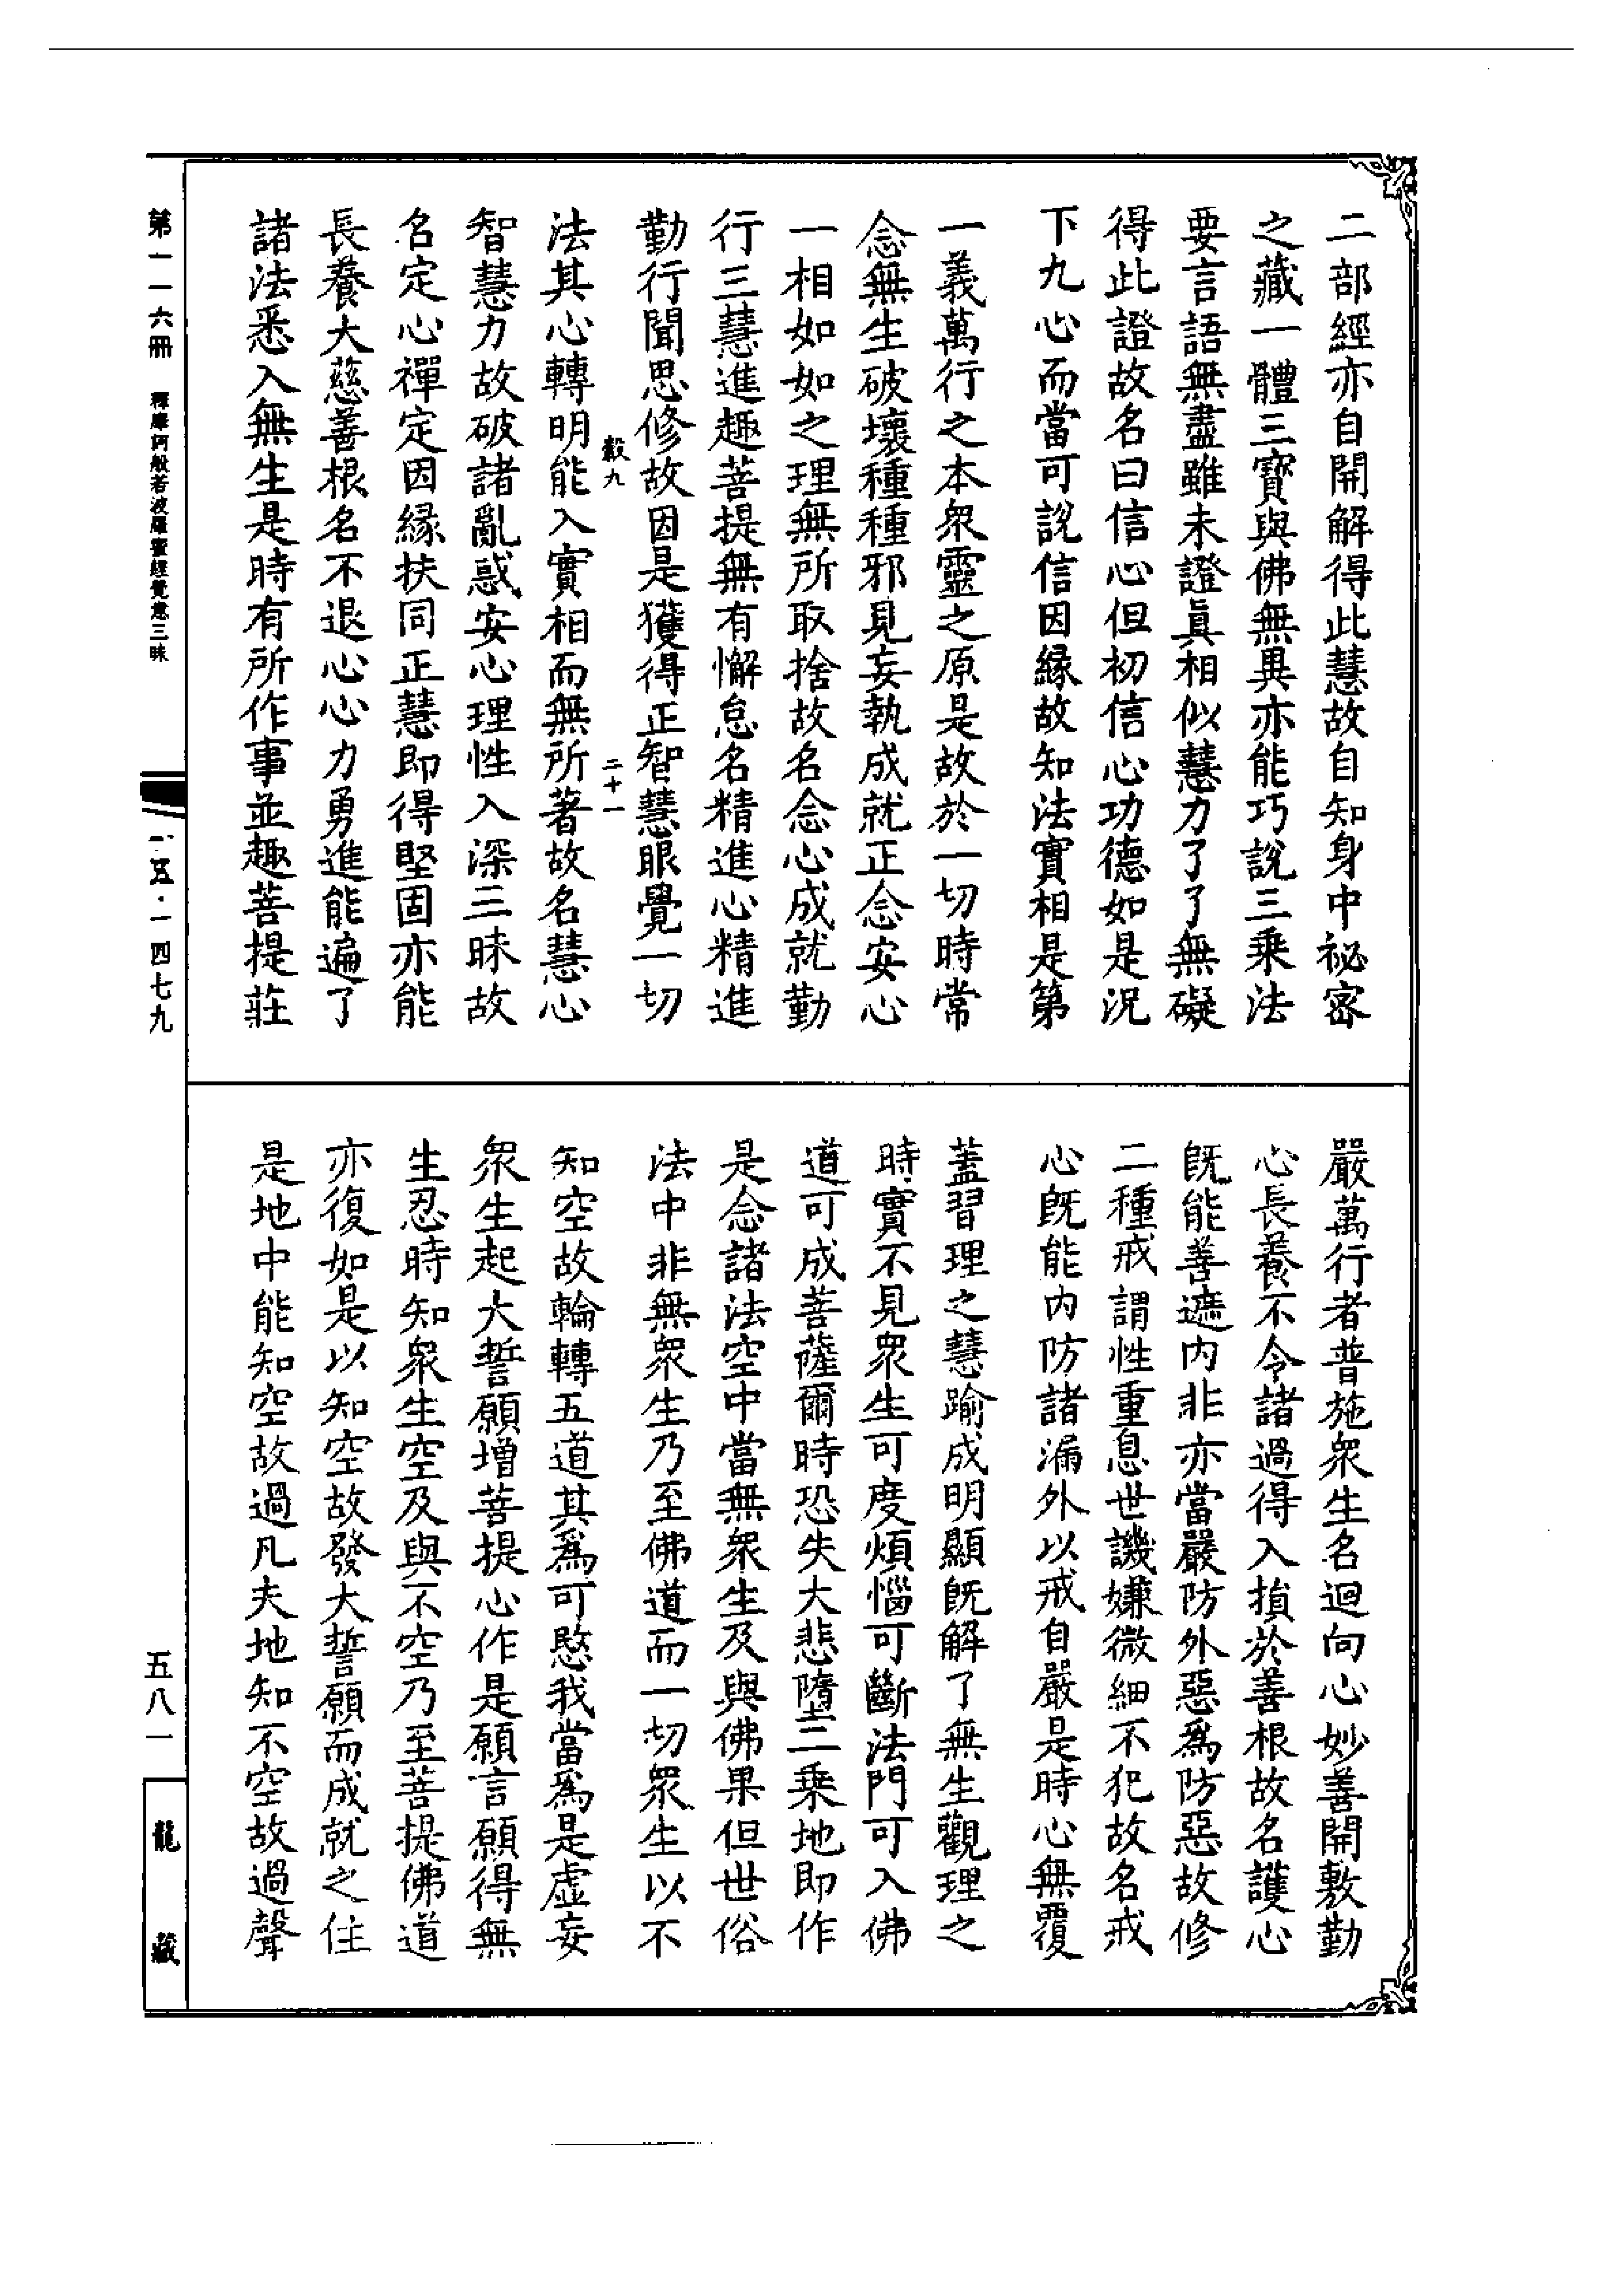 二部經亦自開解得此慧故自知身中祕密
之藏一體三寶與佛無異亦能巧說三乘法
要言語無盡雖未證真相似慧力了了無礙
得此證故名曰信心但初信心功德如是況
下九心而當可說信因緣故知法實相是第
一義萬行之本衆靈之原是故於一切時常
念無生破壞種種邪見妄執成就正念安心
一相如如之理無所取捨故名念心成就勤
行三慧進趣菩提無有懈怠名精進心精進
勤行聞思修故因是獲得正智慧眼覺一切
㲉九 二十一
法其心轉明能入實相而無所著故名慧心
智慧力故破諸亂惑安心理性入深三昧故
名定心禪定因緣扶同正慧即得堅固亦能
長養大慈善根名不退心心力勇進能遍了
諸法悉入無生是時有所作事並趣菩提莊
嚴萬行者普施衆生名迴向心妙善開敷勤
心長養不令諸過得入損於善根故名護心
既能善遮内非亦當嚴防外惡爲防惡故修
二種戒謂性重息世譏嫌微細不犯故名戒
心既能内防諸漏外以戒自嚴是時心無覆
蓋習理之慧踰成明顯既解了無生觀理之
時實不見衆生可度煩惱可斷法門可入佛
道可成菩薩爾時恐失大悲墮二乘地即作
是念諸法空中當無衆生及與佛果但世俗
法中非無衆生乃至佛道而一切衆生以不
知空故輪轉五道其爲可愍我當爲是虛妄
衆生起大誓願增菩提心作是願言願得無
生忍時知衆生空及與不空乃至菩提佛道
亦復如是以知空故發大誓願而成就之住
是地中能知空故過凡夫地知不空故過聲
第一一六冊 釋摩訶般若波羅蜜經覺意三昧
一五·一四七九
五八一
龍藏